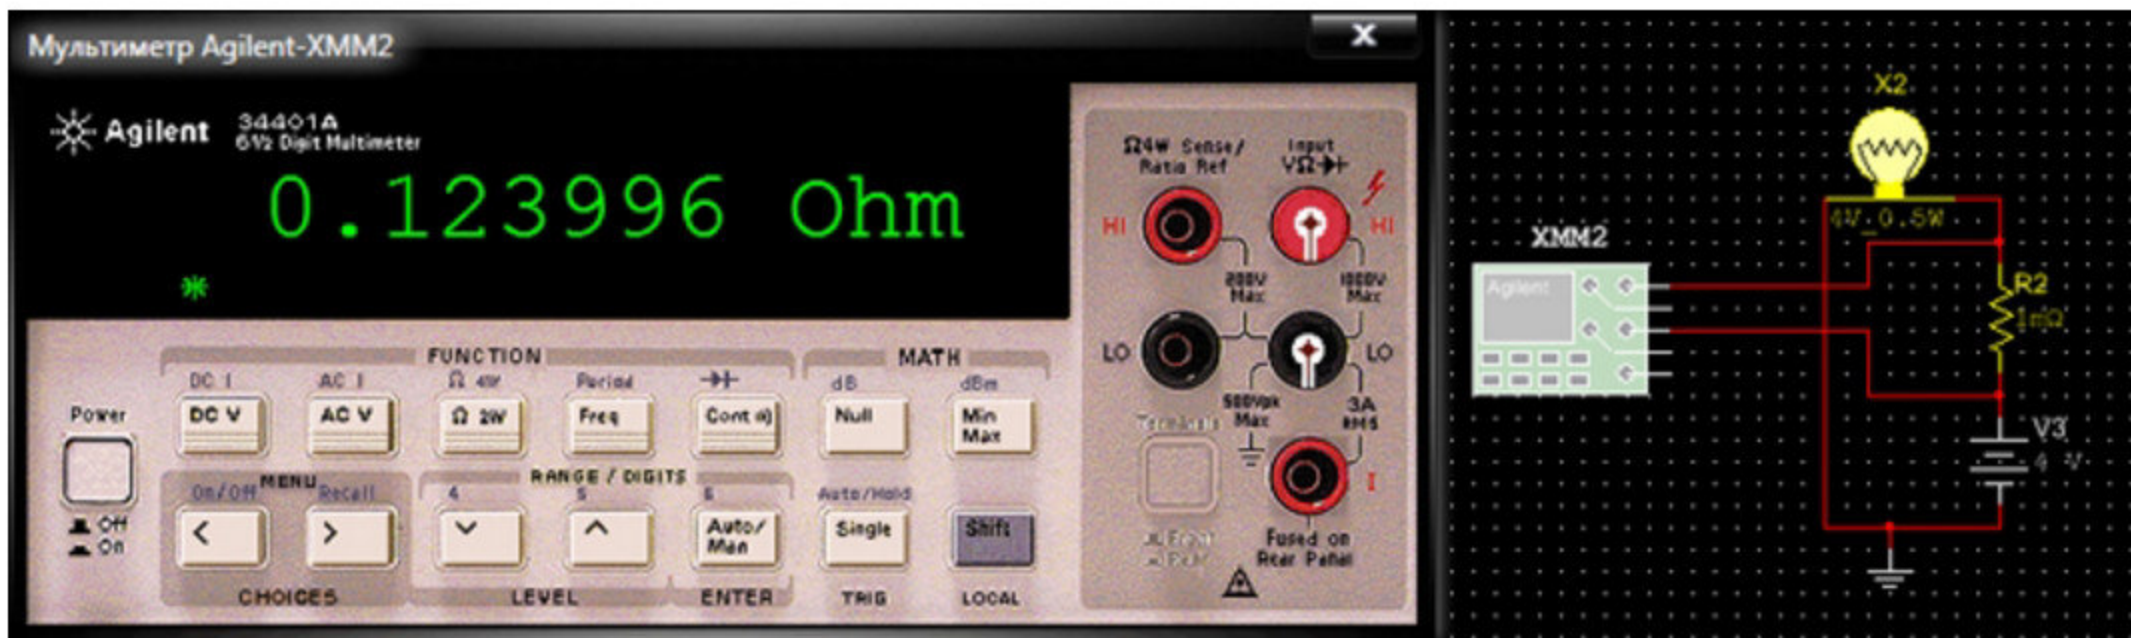 Мультиметр Agilent-XMM2
X
Agilent 34401A
6½ Digit Multimeter
0.123996 Ohm
*
Ω4W Sense/
Ratio Ref
Input
VΩ
HI
HI
200V
Max
1000V
Max
LO
LO
500Vpk
Max
3A
RMS
Terminals
I
Fused on
Rear Panel
FUNCTION
MATH
DC I
AC I
Ω 4W
Period
dB
dBm
Power
DC V
AC V
Ω 2W
Freq
Cont
Null
Min
Max
MENU
RANGE / DIGITS
On/Off
Recall
4
5
6
Auto/Hold
Off
On
<
>
Auto/
Man
Single
Shift
CHOICES
LEVEL
ENTER
TRIG
LOCAL
X2
4V_0.5W
XMM2
Agilent
R2
1mΩ
V3
4 V